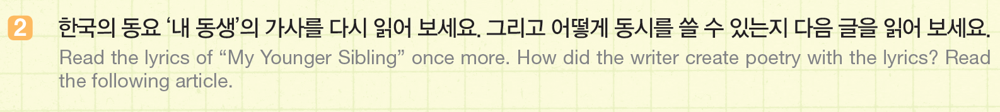 2 한국의 동요 ‘내 동생’의 가사를 다시 읽어 보세요. 그리고 어떻게 동시를 쓸 수 있는지 다음 글을 읽어 보세요.
Read the lyrics of “My Younger Sibling” once more. How did the writer create poetry with the lyrics? Read
the following article.